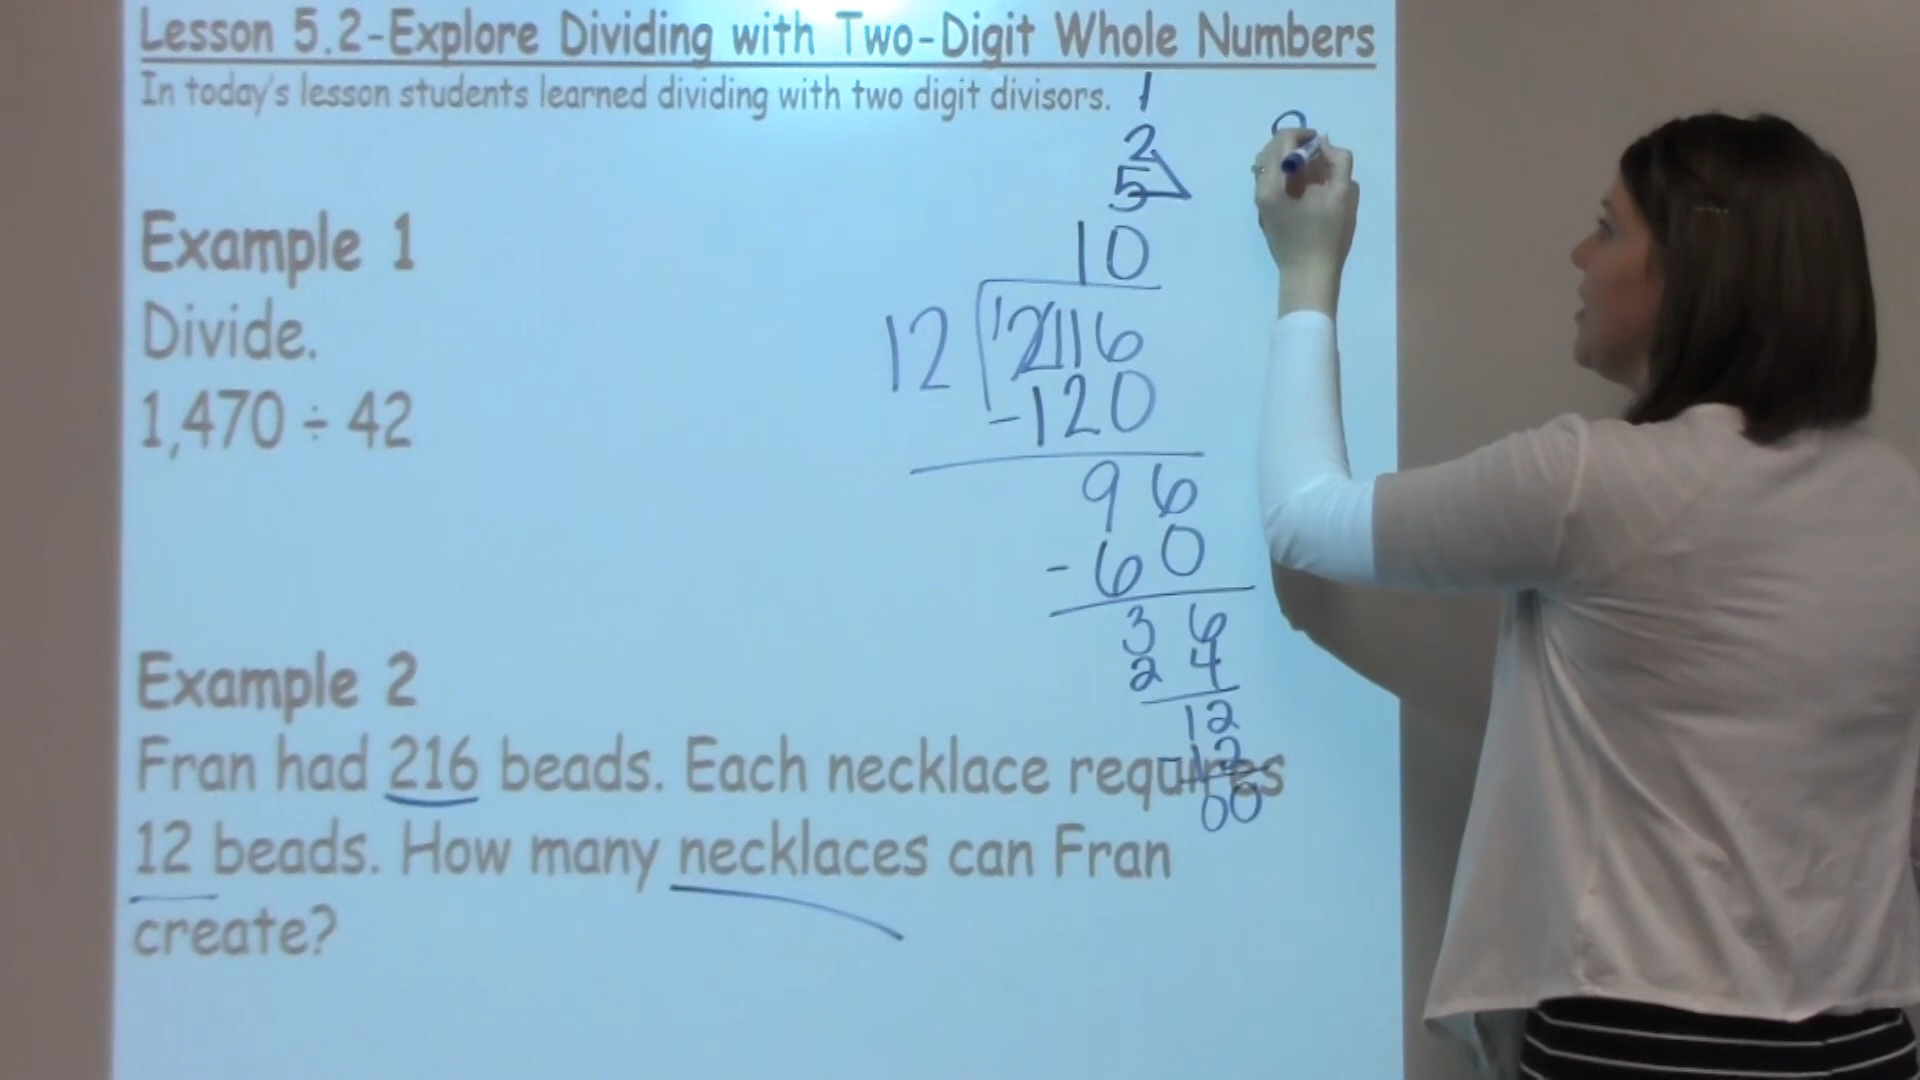 Lesson 5.2-Explore Dividing with Two-Digit Whole Numbers
In today's lesson students learned dividing with two digit divisors.
1
2
5
10
12 216
-120
96
-60
36
24
12
-12
00
Example 1
Divide.
1,470 ÷ 42
Example 2
Fran had 216 beads. Each necklace requires
12 beads. How many necklaces can Fran
create?